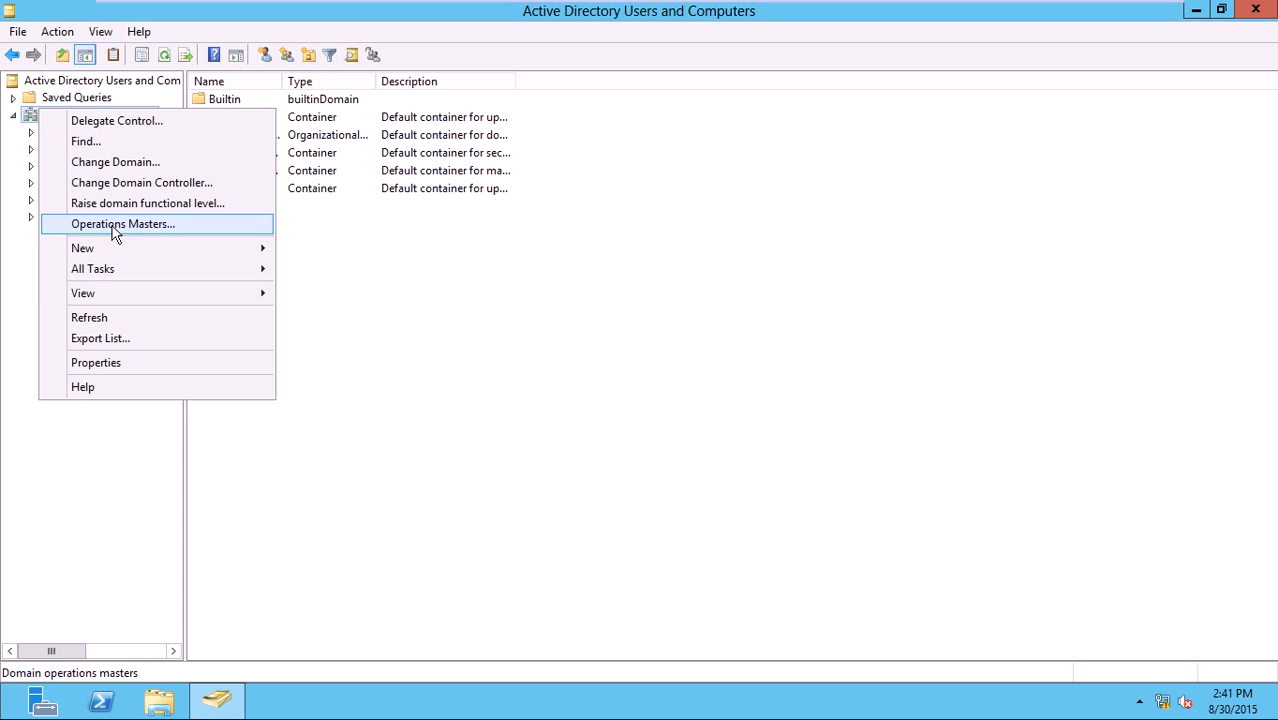 Active Directory Users and Computers
File Action View Help
Active Directory Users and Com
Name Type Description
Saved Queries
Builtin builtinDomain
Container Default container for up...
Organizational... Default container for do...
Container Default container for sec...
Container Default container for ma...
Container Default container for up...
Delegate Control...
Find...
Change Domain...
Change Domain Controller...
Raise domain functional level...
Operations Masters...
New
All Tasks
View
Refresh
Export List...
Properties
Help
Domain operations masters
2:41 PM
8/30/2015